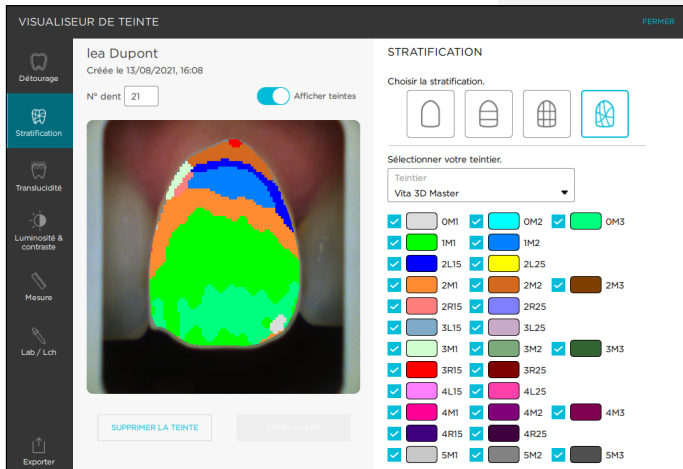 VISUALISEUR DE TEINTE
FERMER
Détourage
Stratification
Translucidité
Luminosité &
contraste
Mesure
Lab / Lch
Exporter
lea Dupont
Créée le 13/08/2021, 16:08
N° dent 21
Afficher teintes
SUPPRIMER LA TEINTE
COMMANDER
STRATIFICATION
Choisir la stratification.
Sélectionner votre teintier.
Teintier
Vita 3D Master
0M1 0M2 0M3
1M1 1M2
2L15 2L25
2M1 2M2 2M3
2R15 2R25
3L15 3L25
3M1 3M2 3M3
3R15 3R25
4L15 4L25
4M1 4M2 4M3
4R15 4R25
5M1 5M2 5M3